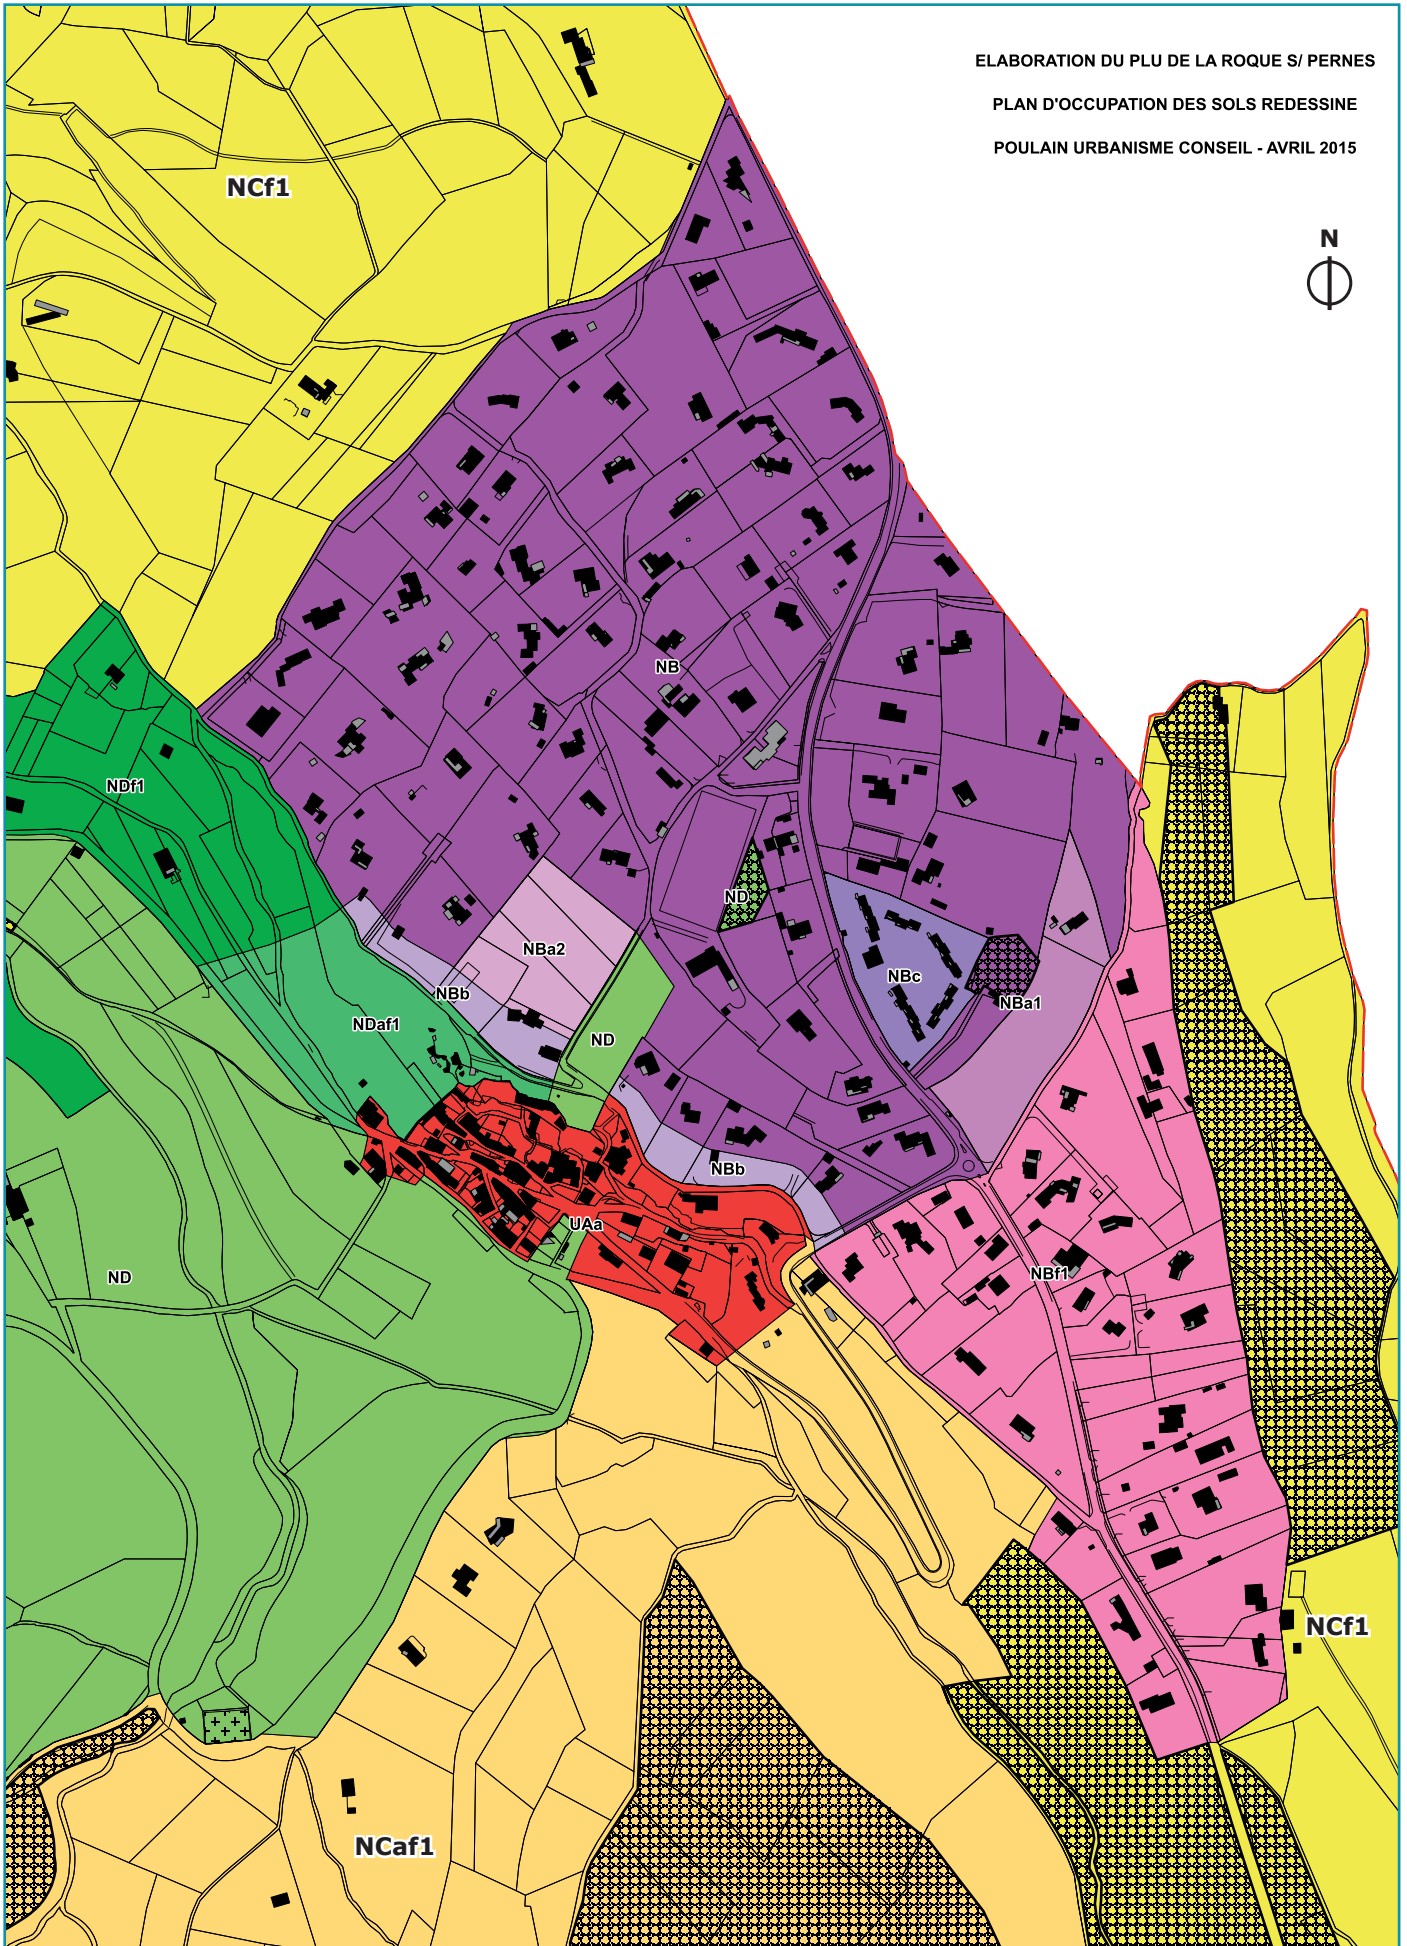 ELABORATION DU PLU DE LA ROQUE S/ PERNES
PLAN D'OCCUPATION DES SOLS REDESSINE
POULAIN URBANISME CONSEIL - AVRIL 2015
NCf1
N
NB
NDf1
ND
NBa2
NBc
NBb
NBa1
NDaf1
ND
NBb
UAa
ND
NBf1
NCf1
NCaf1